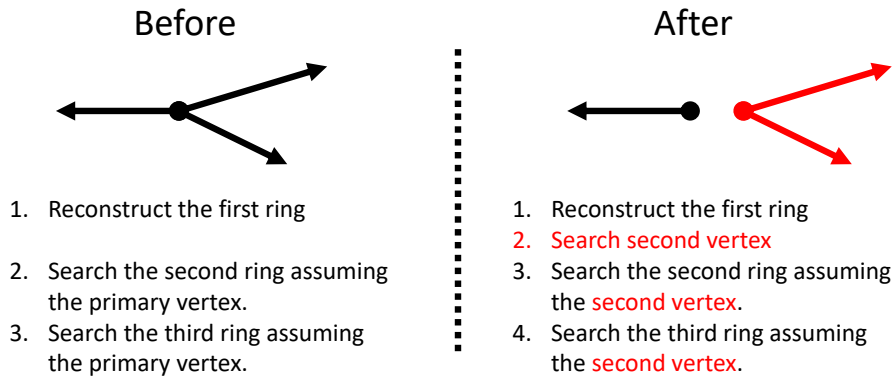 Before
1. Reconstruct the first ring
2. Search the second ring assuming
the primary vertex.
3. Search the third ring assuming
the primary vertex.
After
1. Reconstruct the first ring
2. Search second vertex
3. Search the second ring assuming
the second vertex.
4. Search the third ring assuming
the second vertex.